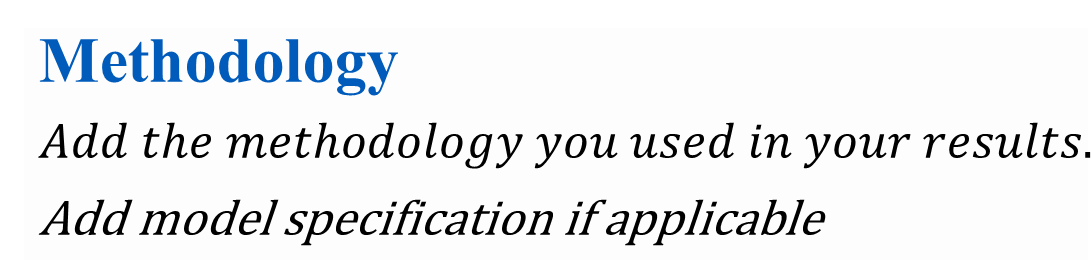 Methodology
Add the methodology you used in your results.
Add model specification if applicable